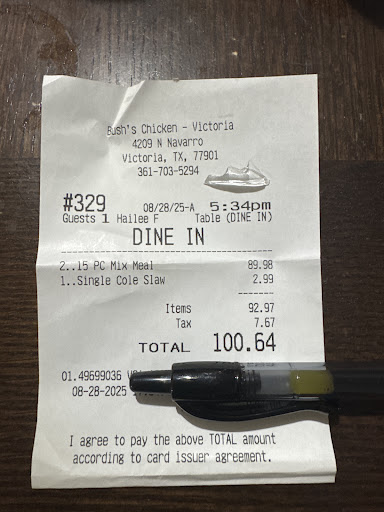 Bush's Chicken - Victoria
4209 N Navarro
Victoria, TX, 77901
361-703-5294
#329 08/28/25-A 5:34pm
Guests 1 Hailee F Table (DINE IN)
DINE IN
2..15 PC Mix Meal 89.98
1..Single Cole Slaw 2.99
Items 92.97
Tax 7.67
TOTAL 100.64
01.49699036
08-28-2025
I agree to pay the above TOTAL amount
according to card issuer agreement.